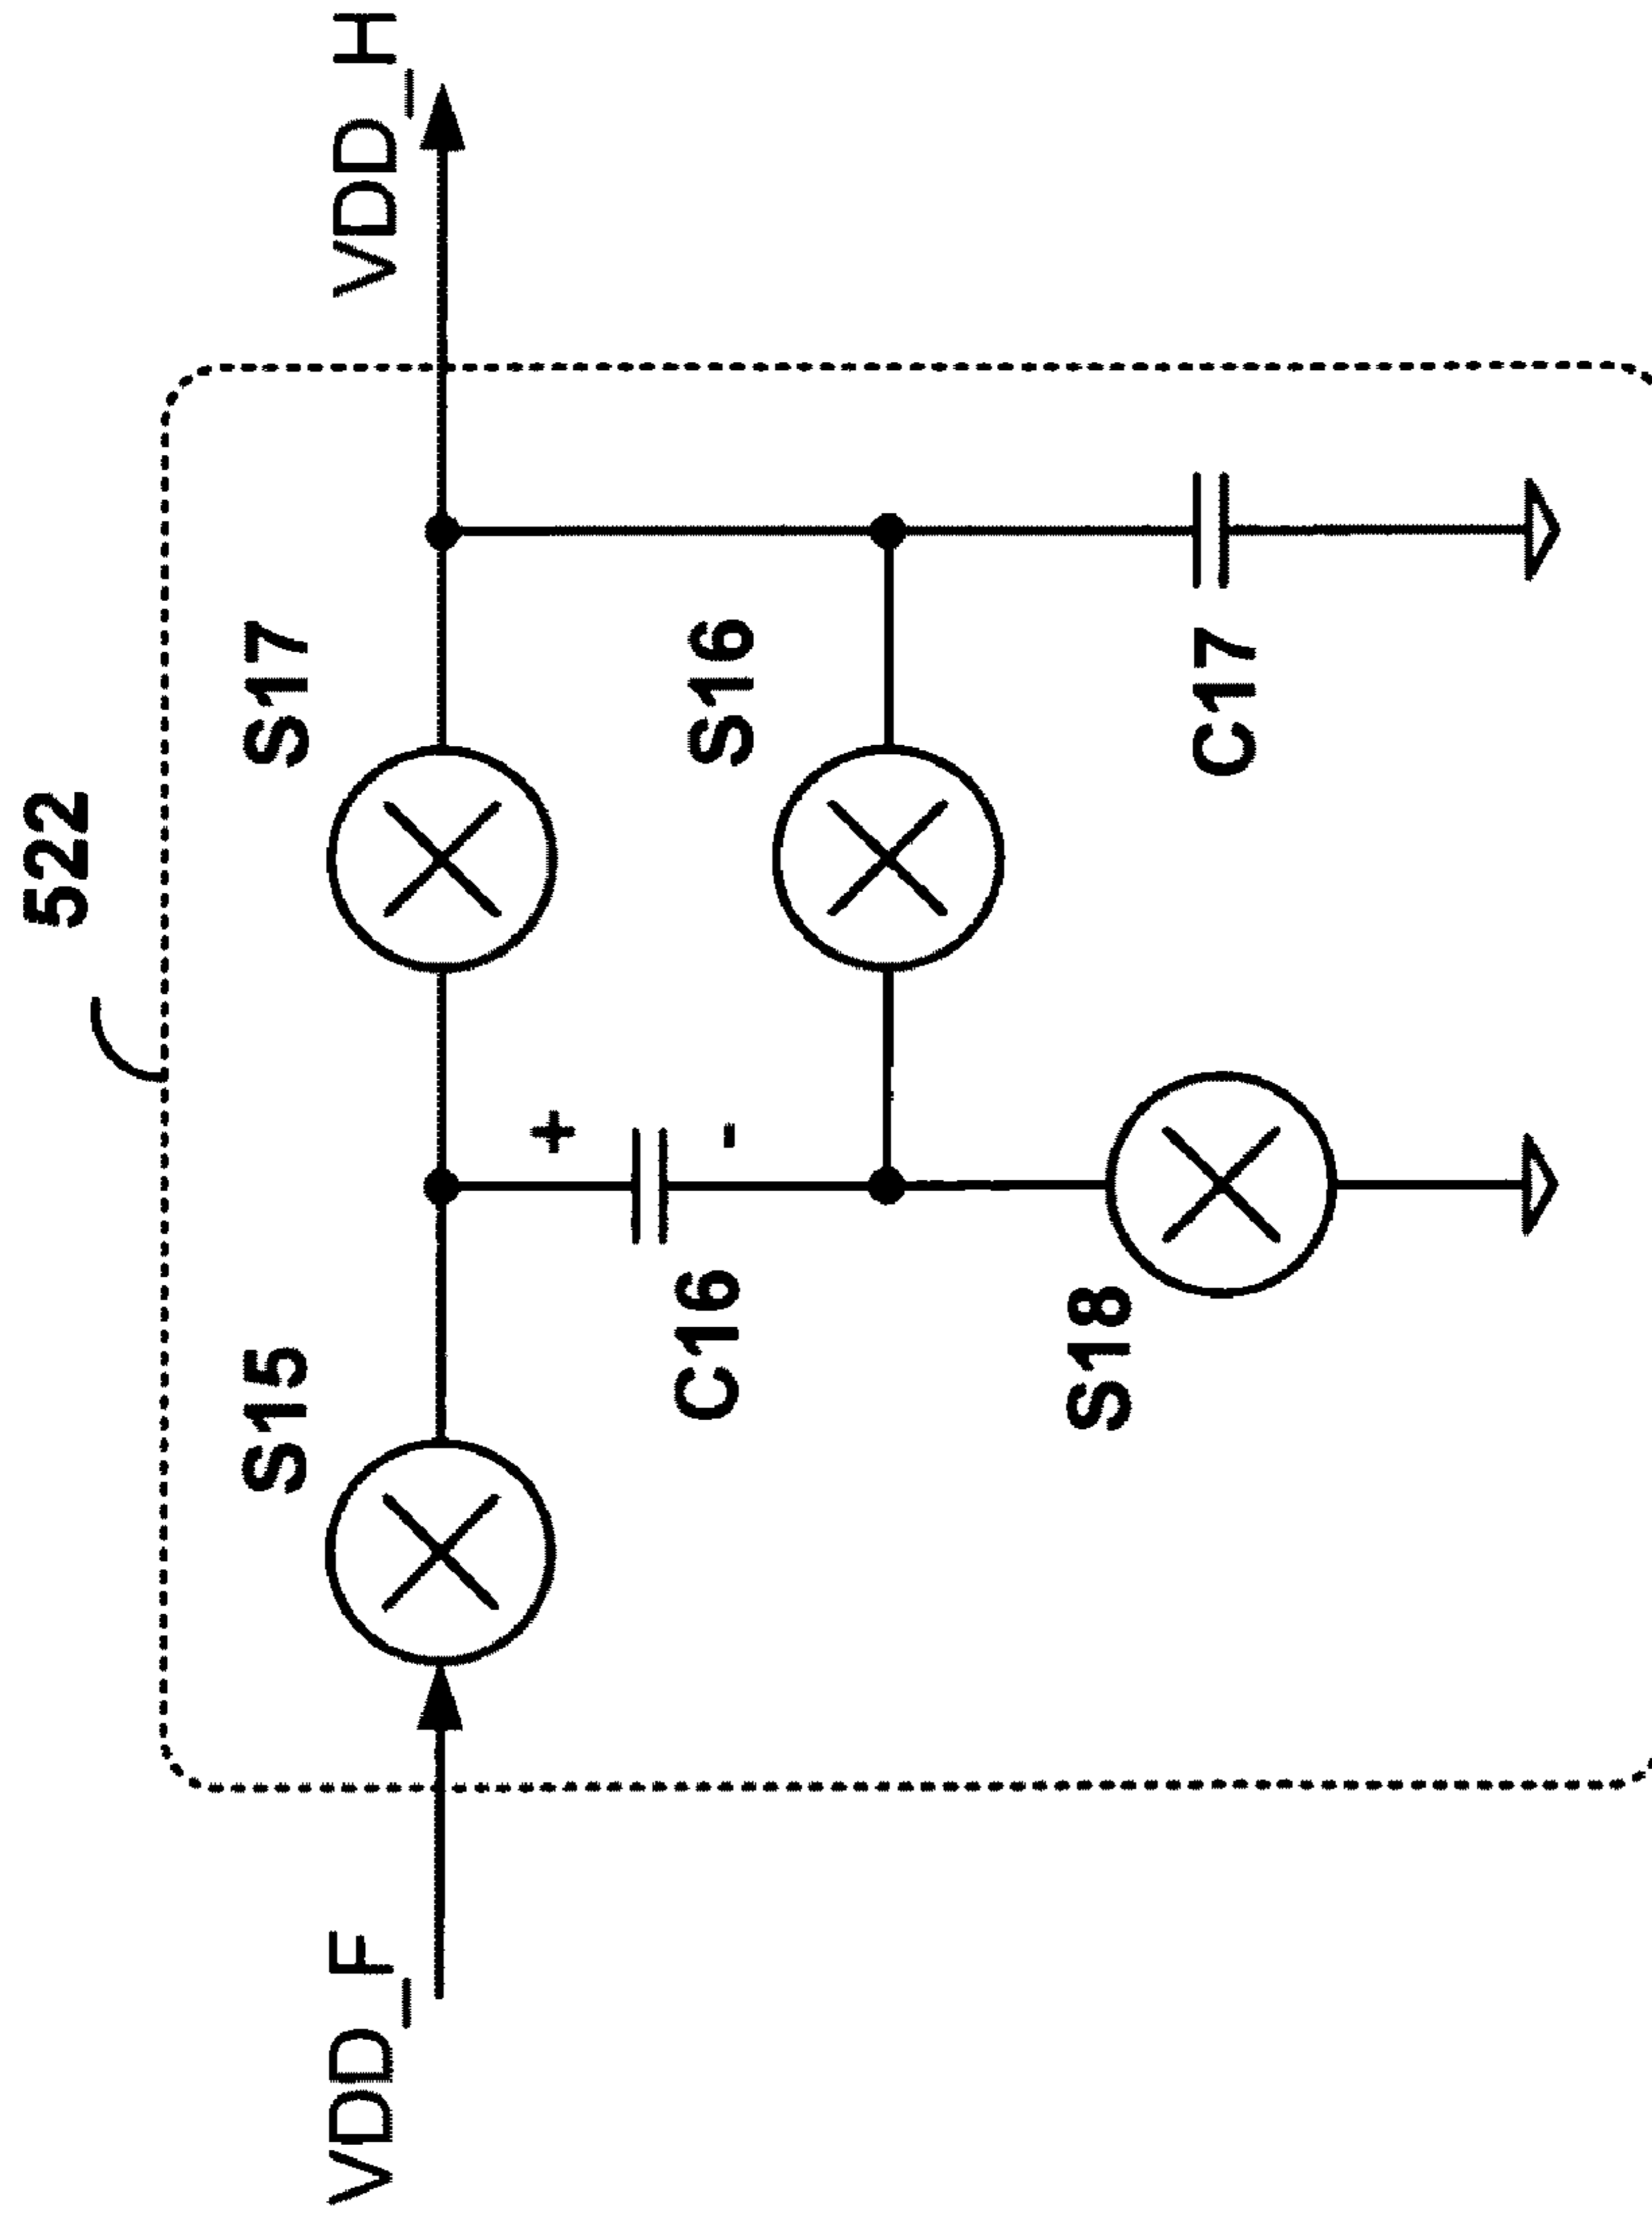 522
S15
S17
VDD_F
VDD_H
+
-
C16
S16
S18
C17